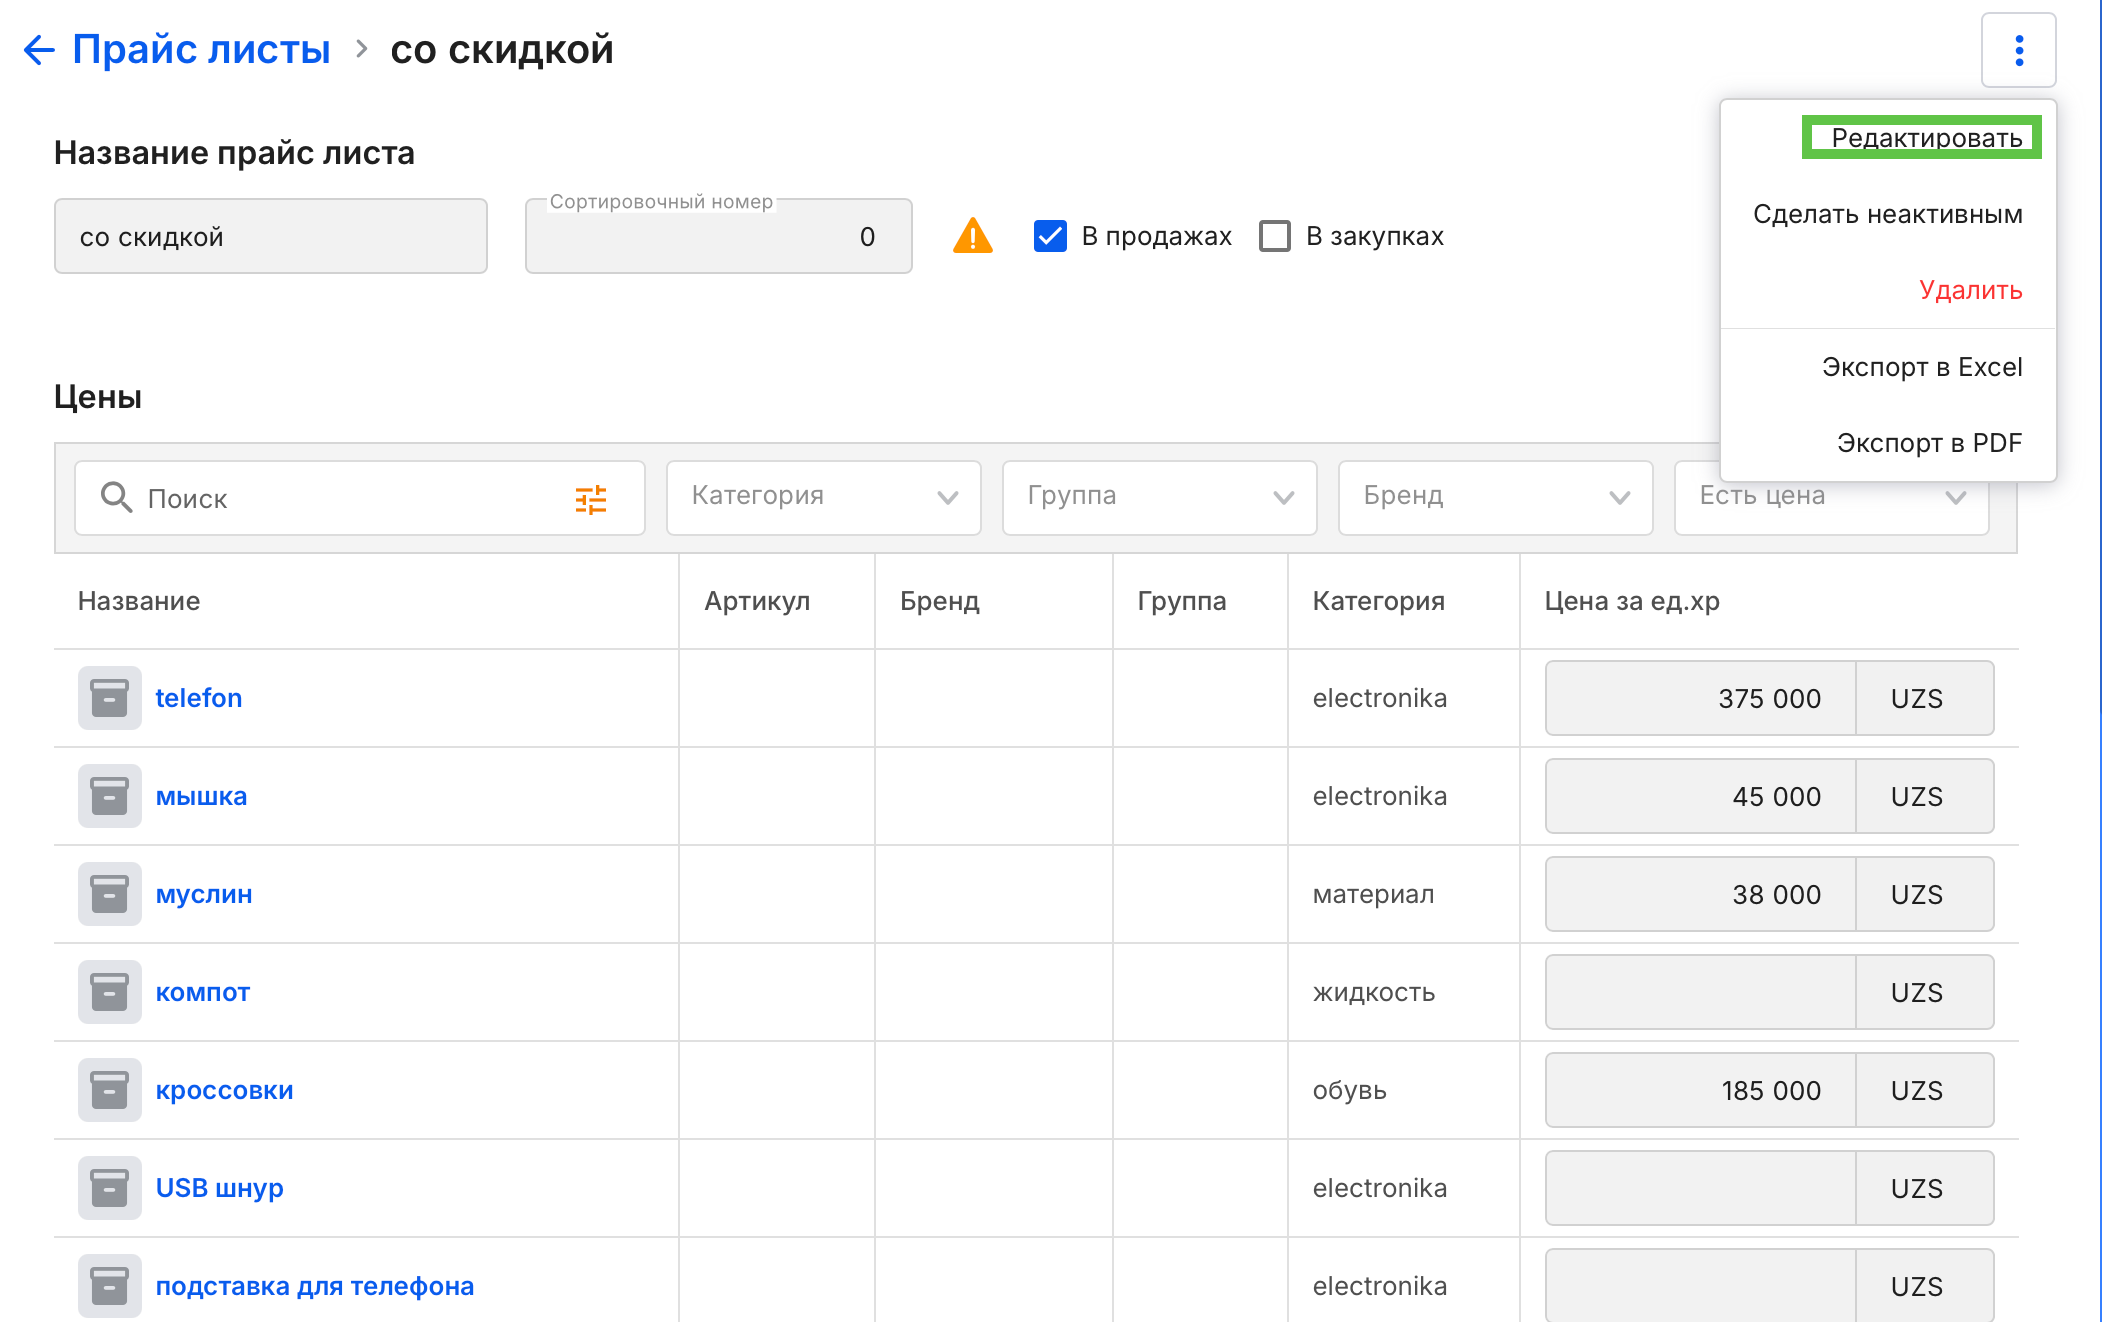 Прайс листы > со скидкой
Редактировать
Сделать неактивным
Удалить
Экспорт в Excel
Экспорт в PDF
Название прайс листа
со скидкой
Сортировочный номер
0
В продажах
В закупках
Цены
Поиск Категория Группа Бренд Есть цена
Название Артикул Бренд Группа Категория Цена за ед.хр
telefon electronika 375 000 UZS
мышка electronika 45 000 UZS
муслин материал 38 000 UZS
компот жидкость UZS
кроссовки обувь 185 000 UZS
USB шнур electronika UZS
подставка для телефона electronika UZS